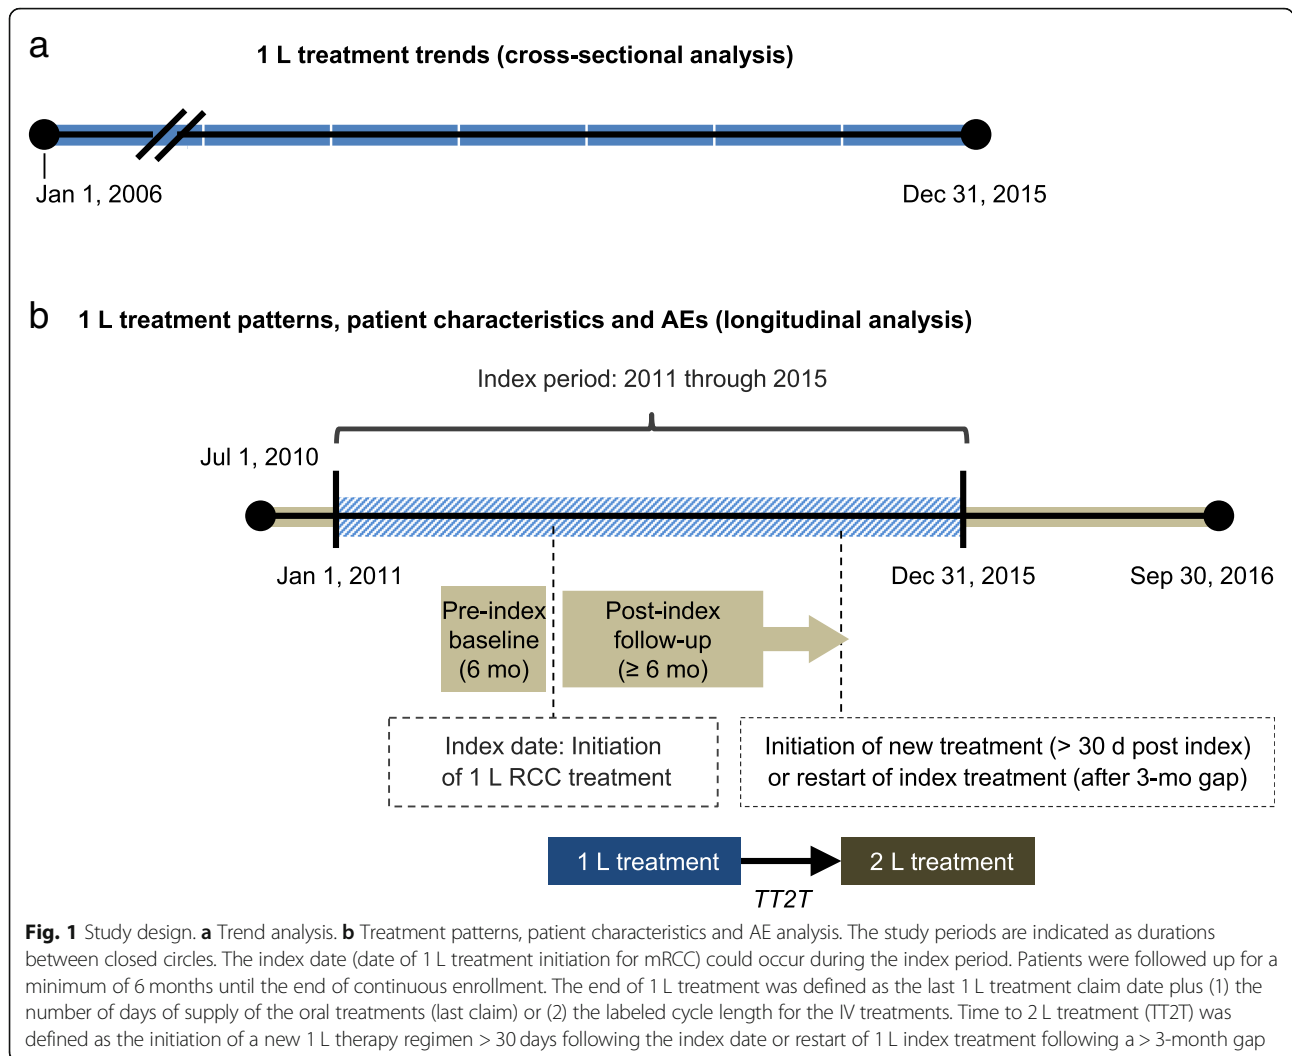 a
1 L treatment trends (cross-sectional analysis)
Jan 1, 2006
Dec 31, 2015
b
1 L treatment patterns, patient characteristics and AEs (longitudinal analysis)
Index period: 2011 through 2015
Jul 1, 2010
Jan 1, 2011
Dec 31, 2015
Sep 30, 2016
Pre-index
baseline
(6 mo)
Post-index
follow-up
(≥ 6 mo)
Index date: Initiation
of 1 L RCC treatment
Initiation of new treatment (> 30 d post index)
or restart of index treatment (after 3-mo gap)
1 L treatment
TT2T
2 L treatment
Fig. 1 Study design. a Trend analysis. b Treatment patterns, patient characteristics and AE analysis. The study periods are indicated as durations
between closed circles. The index date (date of 1 L treatment initiation for mRCC) could occur during the index period. Patients were followed up for a
minimum of 6 months until the end of continuous enrollment. The end of 1 L treatment was defined as the last 1 L treatment claim date plus (1) the
number of days of supply of the oral treatments (last claim) or (2) the labeled cycle length for the IV treatments. Time to 2 L treatment (TT2T) was
defined as the initiation of a new 1 L therapy regimen > 30 days following the index date or restart of 1 L index treatment following a > 3-month gap